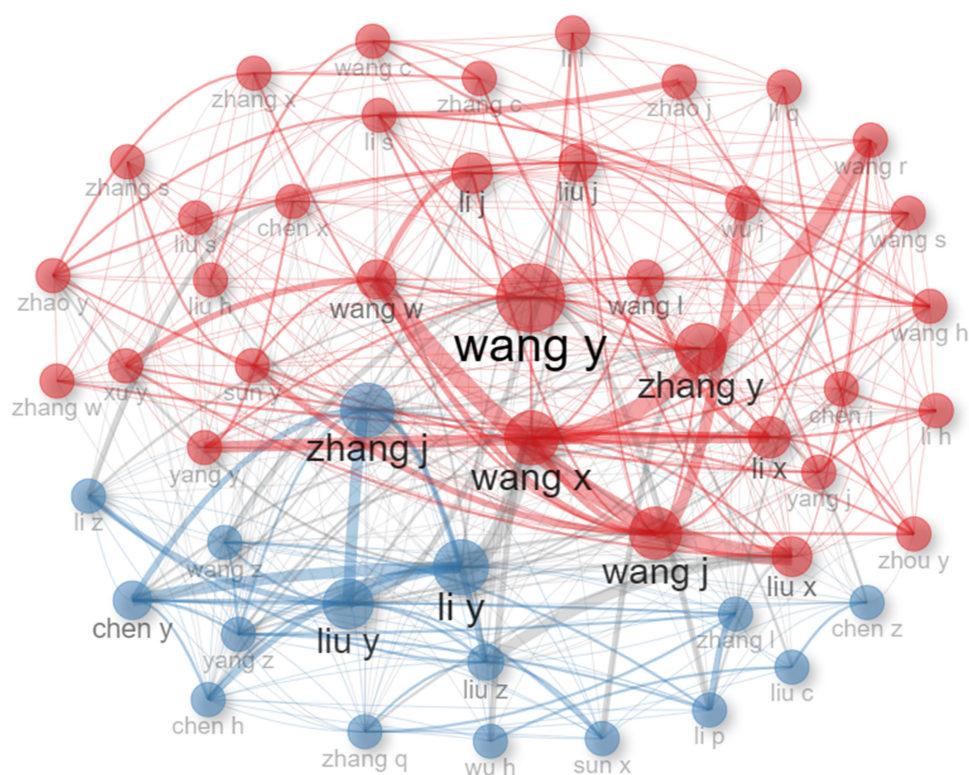 li l
wang c
zhang x
zhang c
zhao j
li q
li s
wang r
zhang s
li j
liu j
chen x
wu j
liu s
wang s
zhao y
liu h
wang w
wang l
wang h
wang y
zhang y
zhang w
xu y
sun y
chen j
li h
zhang j
yang y
wang x
li x
yang j
li z
wang z
wang j
zhou y
liu x
chen y
liu y
li y
yang z
zhang l
chen z
liu z
liu c
chen h
li p
zhang q
wu h
sun x